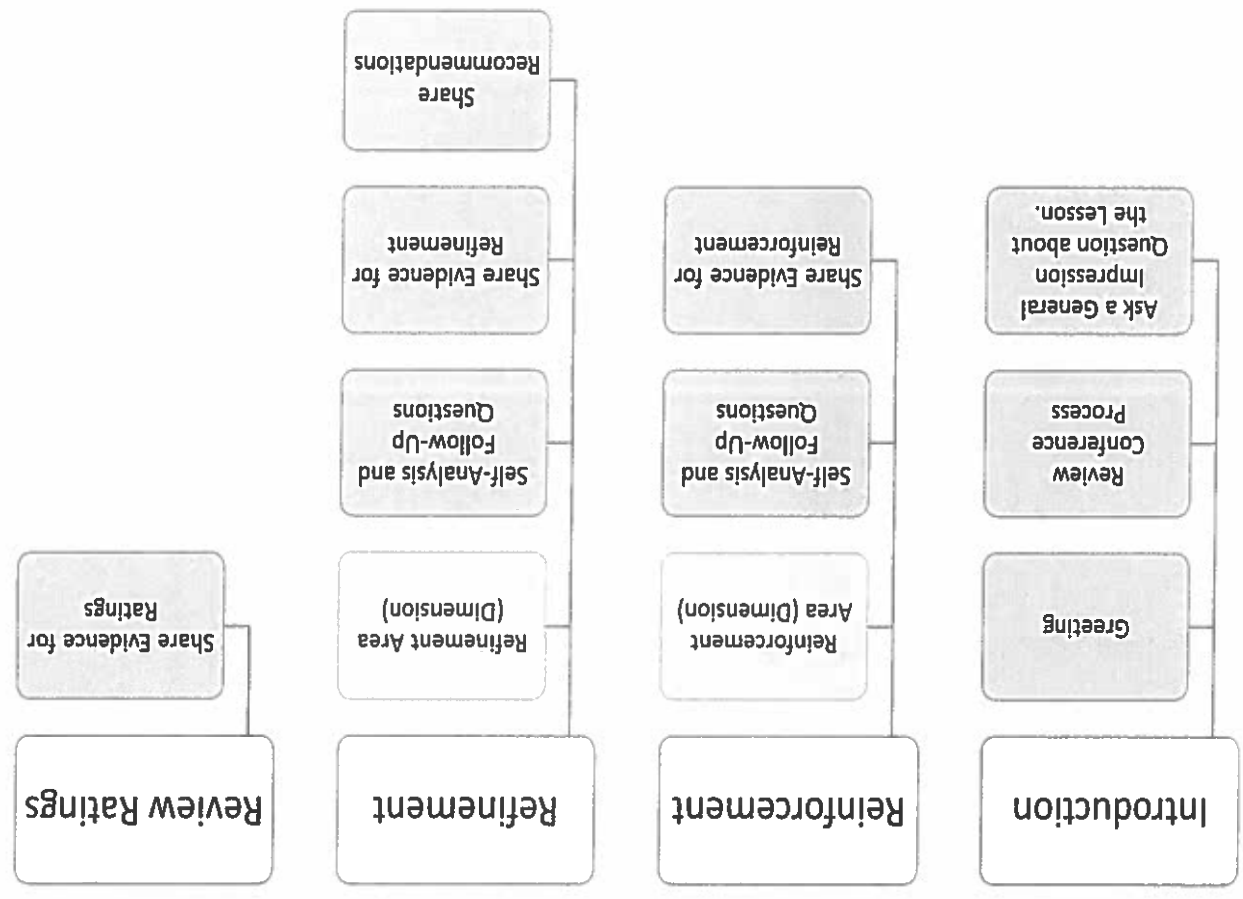 Introduction
Greeting
Review
Conference
Process
Ask a General
Impression
Question about
the Lesson.
Reinforcement
Reinforcement
Area (Dimension)
Self-Analysis and
Follow-Up
Questions
Share Evidence for
Reinforcement
Refinement
Refinement Area
(Dimension)
Self-Analysis and
Follow-Up
Questions
Share Evidence for
Refinement
Share
Recommendations
Review Ratings
Share Evidence for
Ratings